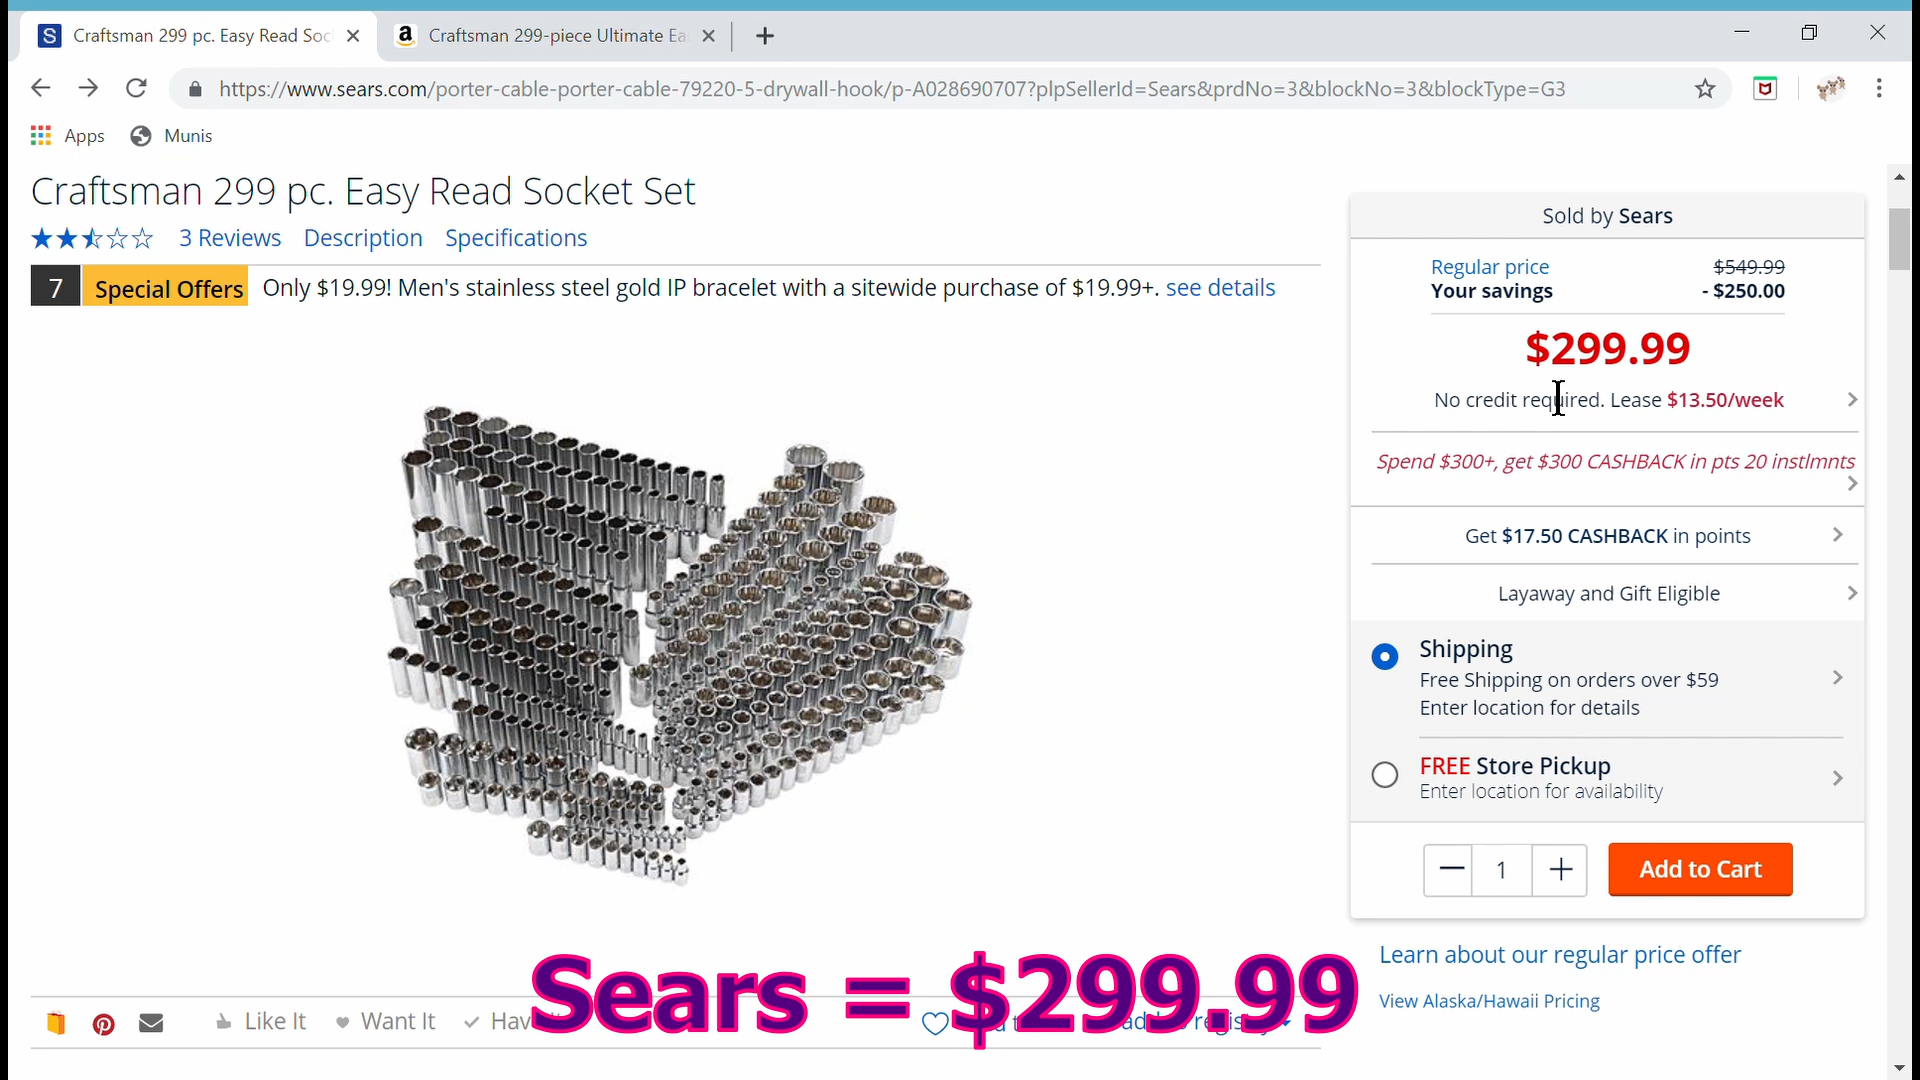 Craftsman 299 pc. Easy Read Soc
Craftsman 299-piece Ultimate Ea
https://www.sears.com/porter-cable-porter-cable-79220-5-drywall-hook/p-A028690707?plpSellerId=Sears&prdNo=3&blockNo=3&blockType=G3
Apps
Munis
Craftsman 299 pc. Easy Read Socket Set
3 Reviews
Description
Specifications
7 Special Offers
Only $19.99! Men's stainless steel gold IP bracelet with a sitewide purchase of $19.99+. see details
Sold by Sears
Regular price $549.99
Your savings - $250.00
$299.99
No credit required. Lease $13.50/week
Spend $300+, get $300 CASHBACK in pts 20 instlmnts
Get $17.50 CASHBACK in points
Layaway and Gift Eligible
Shipping
Free Shipping on orders over $59
Enter location for details
FREE Store Pickup
Enter location for availability
1
Add to Cart
Learn about our regular price offer
View Alaska/Hawaii Pricing
Like It
Want It
Sears = $299.99